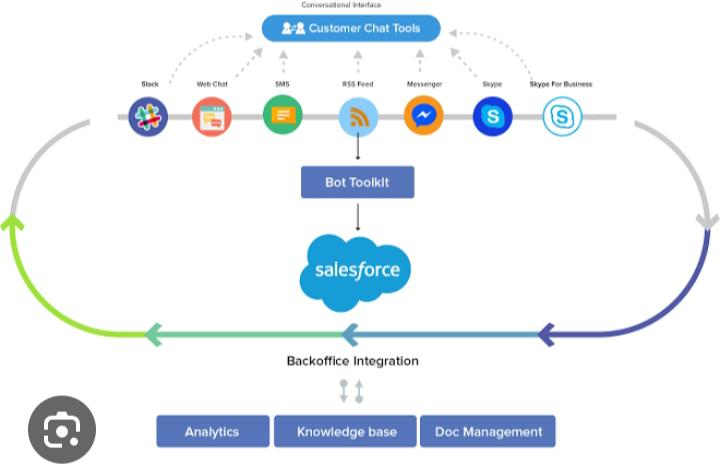 Conversational Interface
Customer Chat Tools
Slack
Web Chat
SMS
RSS Feed
Messenger
Skype
Skype For Business
Bot Toolkit
salesforce
Backoffice Integration
Analytics
Knowledge base
Doc Management